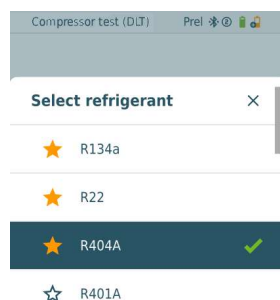 Compressor test (DLT) Prel
Select refrigerant
R134a
R22
R404A
R401A